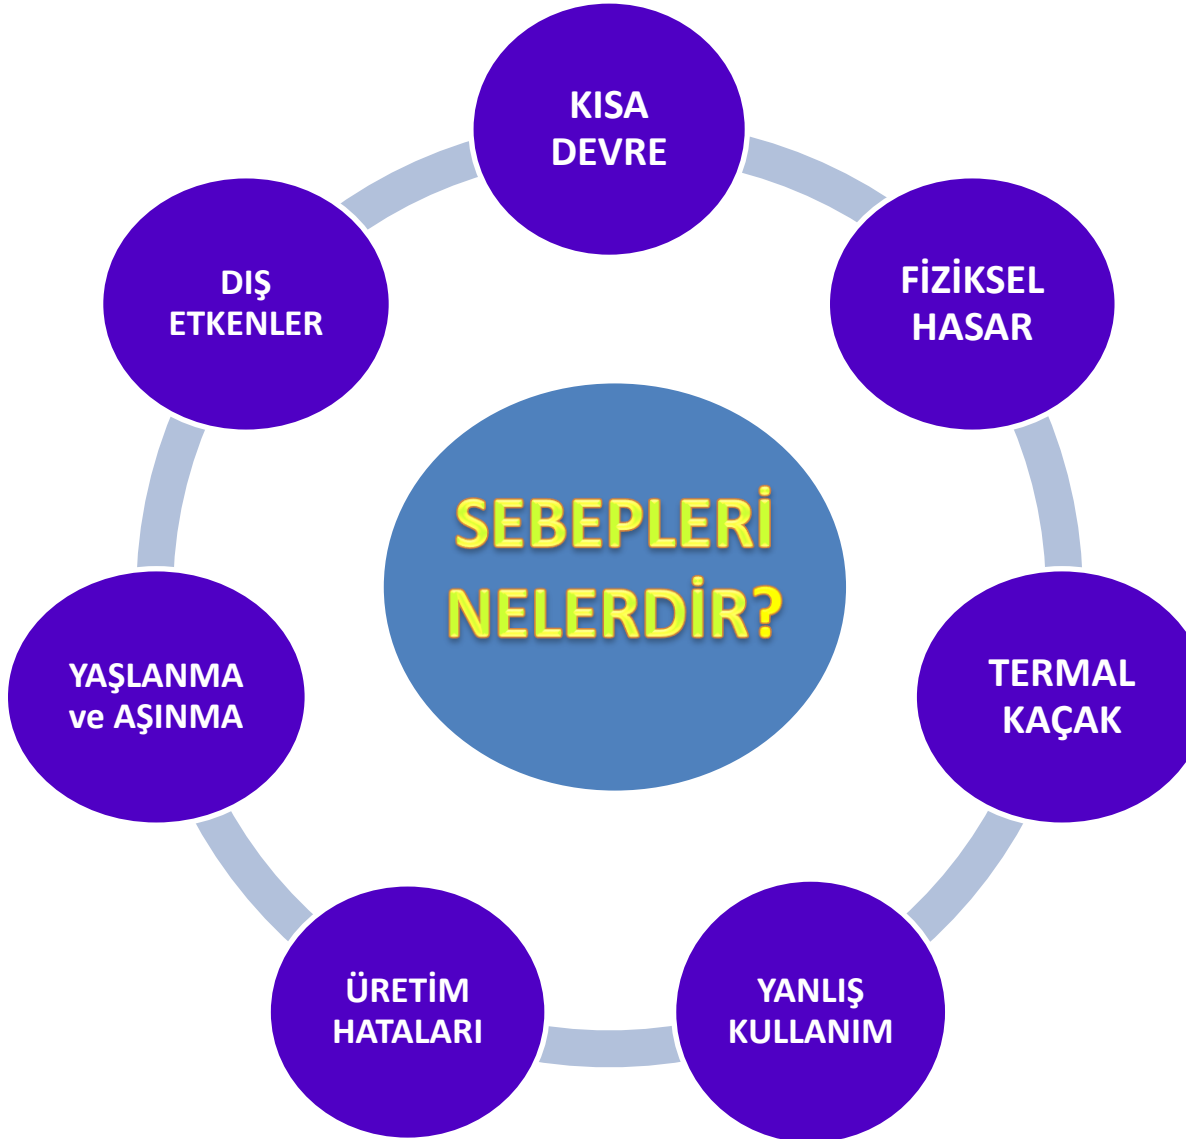 KISA
DEVRE
FİZİKSEL
HASAR
TERMAL
KAÇAK
YANLIŞ
KULLANIM
ÜRETİM
HATALARI
YAŞLANMA
ve AŞINMA
DIŞ
ETKENLER
SEBEPLERİ
NELERDİR?